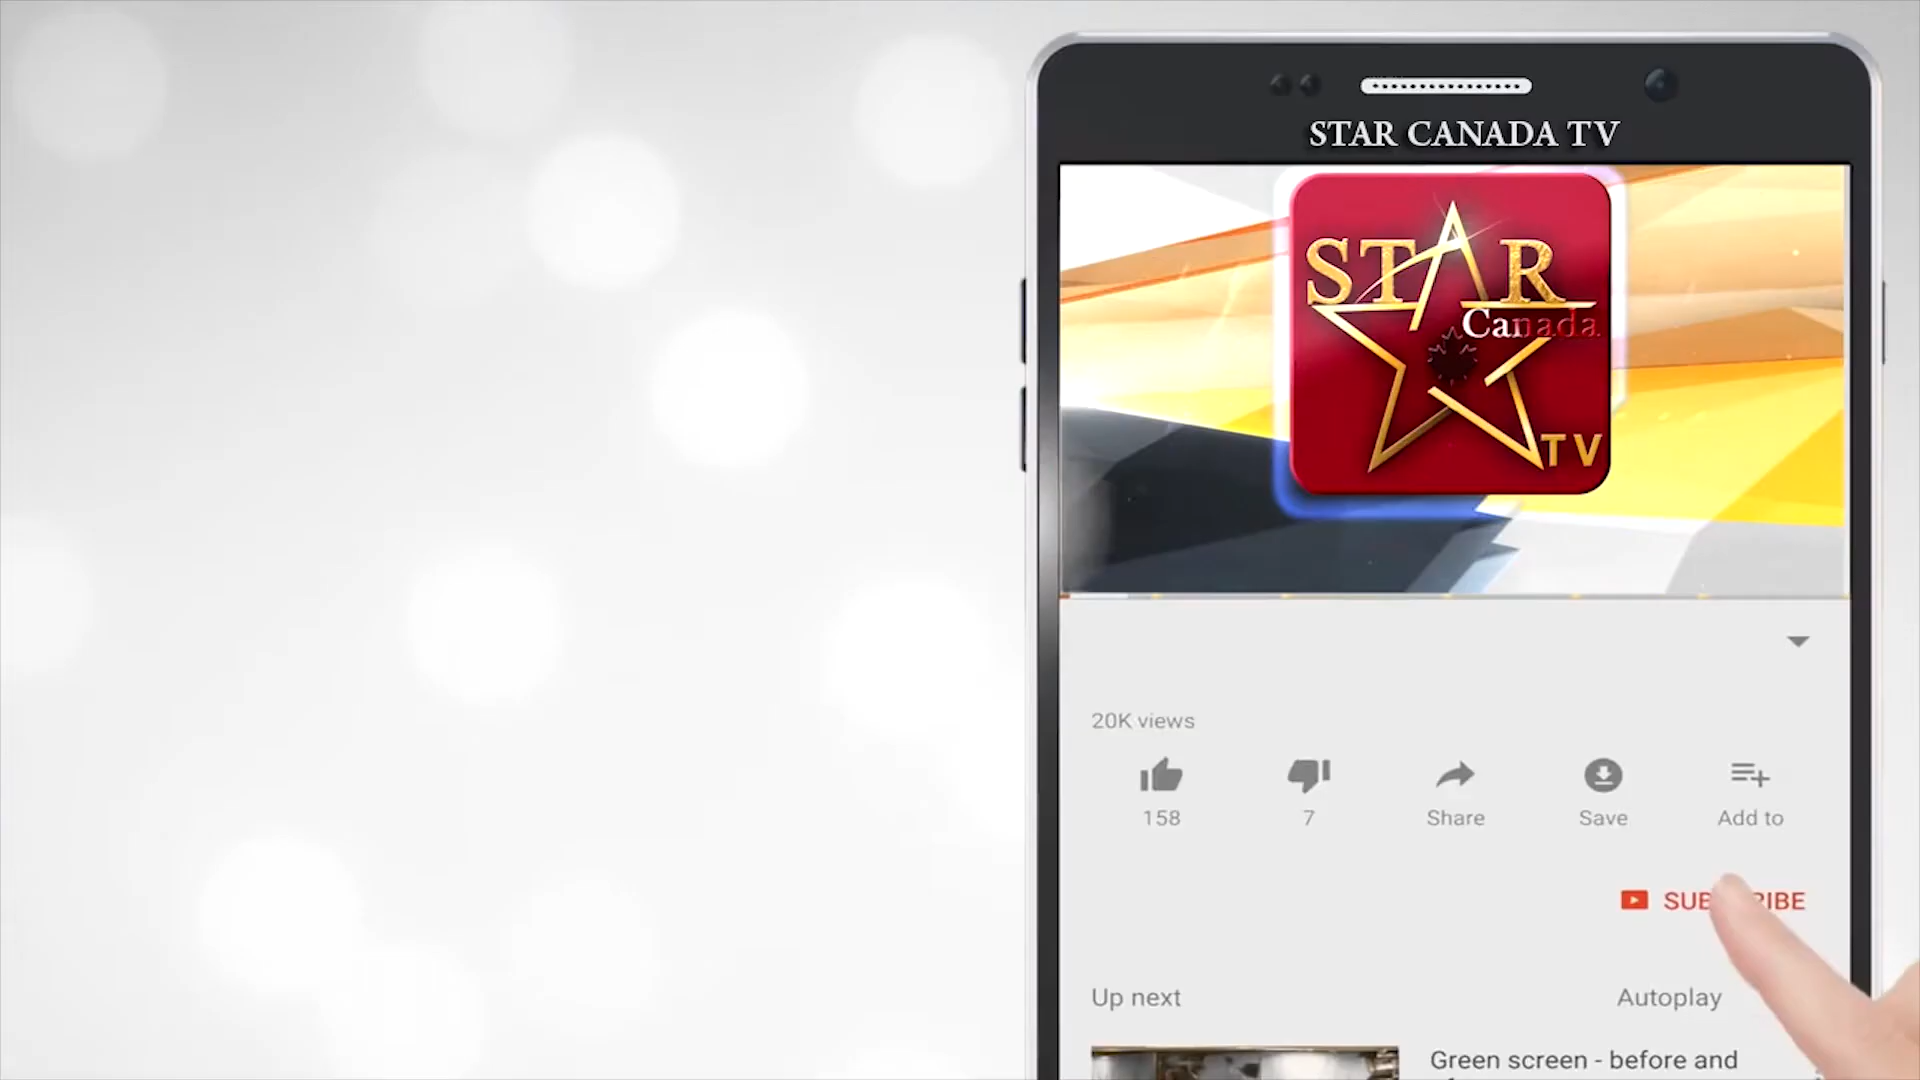 STAR CANADA TV
STAR
Canada
TV
20K views
158
7
Share
Save
Add to
SUBSCRIBE
Up next
Autoplay
Green screen - before and